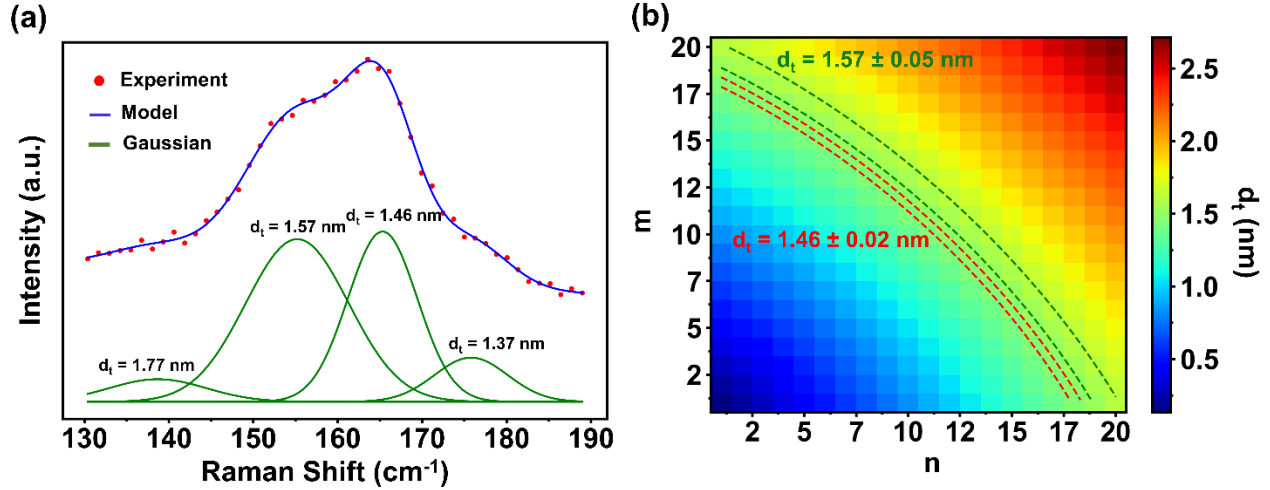 (a)
Intensity (a.u.)
Experiment
Model
Gaussian
d_t = 1.77 nm
d_t = 1.57 nm
d_t = 1.46 nm
d_t = 1.37 nm
130 140 150 160 170 180 190
Raman Shift (cm⁻¹)
(b)
m
20
17
15
12
10
7
5
2
d_t = 1.57 ± 0.05 nm
d_t = 1.46 ± 0.02 nm
2 5 7 10 12 15 17 20
n
2.5
2.0
1.5
1.0
0.5
d_t (nm)